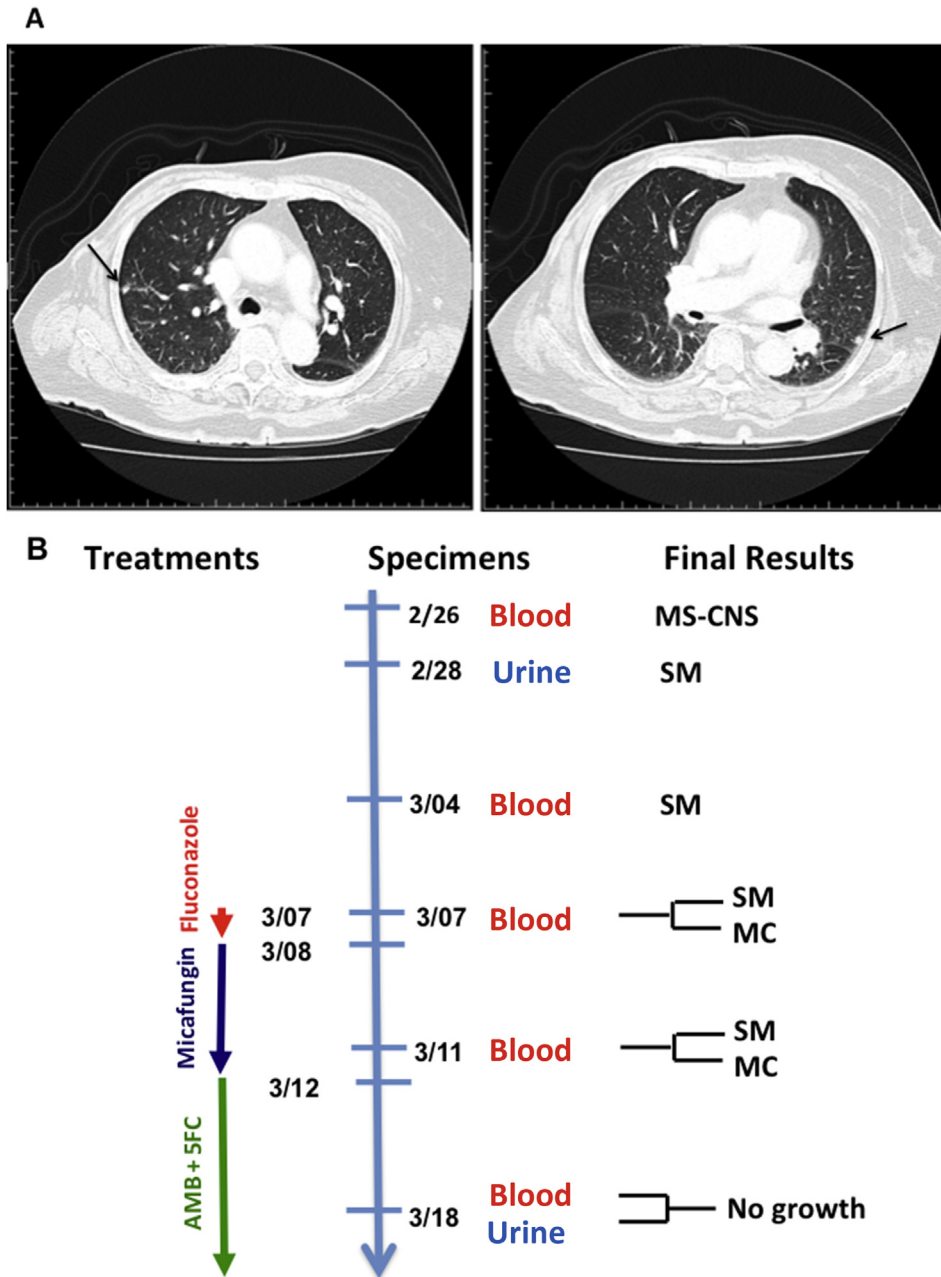 A
B
Treatments Specimens Final Results
2/26 Blood MS-CNS
2/28 Urine SM
3/04 Blood SM
Fluconazole
3/07 3/07 Blood SM
MC
3/08
Micafungin
3/11 Blood SM
MC
3/12
AMB + 5FC
3/18 Blood
Urine
No growth